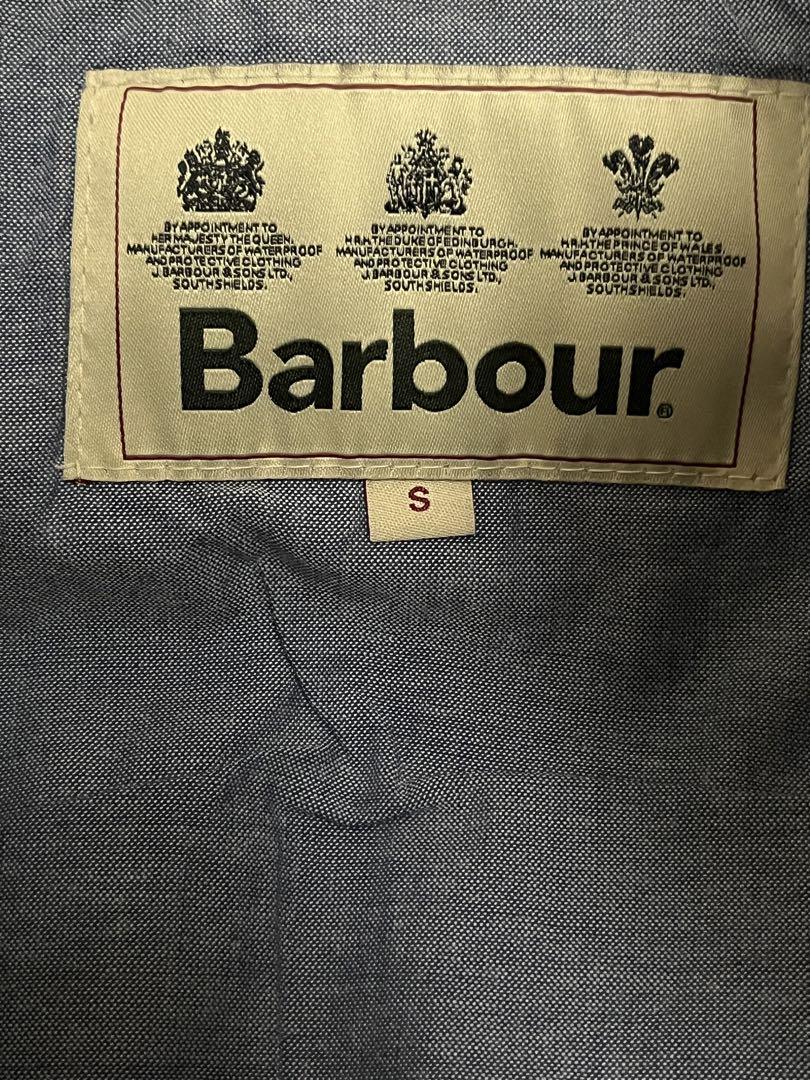 BY APPOINTMENT TO
HER MAJESTY THE QUEEN.
MANUFACTURERS OF WATERPROOF
AND PROTECTIVE CLOTHING
J. BARBOUR & SONS LTD.,
SOUTH SHIELDS.
BY APPOINTMENT TO
H.R.H. THE DUKE OF EDINBURGH.
MANUFACTURERS OF WATERPROOF
AND PROTECTIVE CLOTHING
J. BARBOUR & SONS LTD.,
SOUTH SHIELDS.
BY APPOINTMENT TO
H.R.H. THE PRINCE OF WALES.
MANUFACTURERS OF WATERPROOF
AND PROTECTIVE CLOTHING
J. BARBOUR & SONS LTD.,
SOUTH SHIELDS.
Barbour®
S